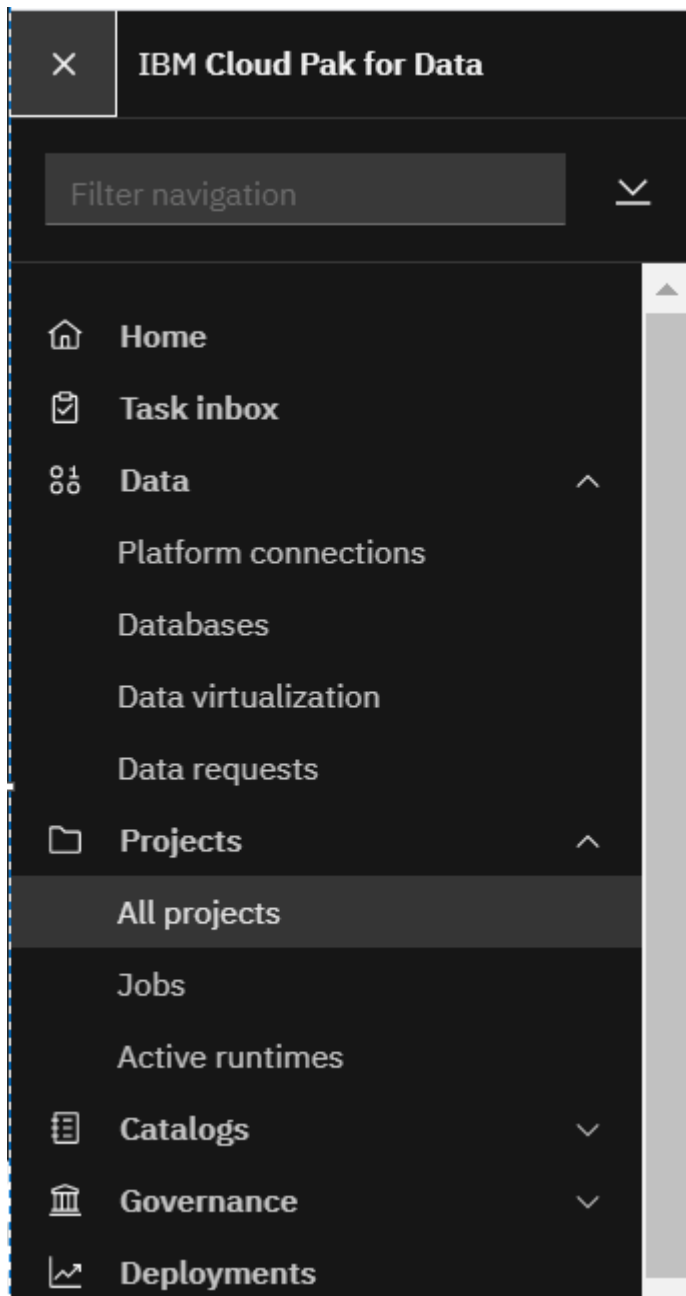 IBM Cloud Pak for Data
Filter navigation
Home
Task inbox
Data
Platform connections
Databases
Data virtualization
Data requests
Projects
All projects
Jobs
Active runtimes
Catalogs
Governance
Deployments